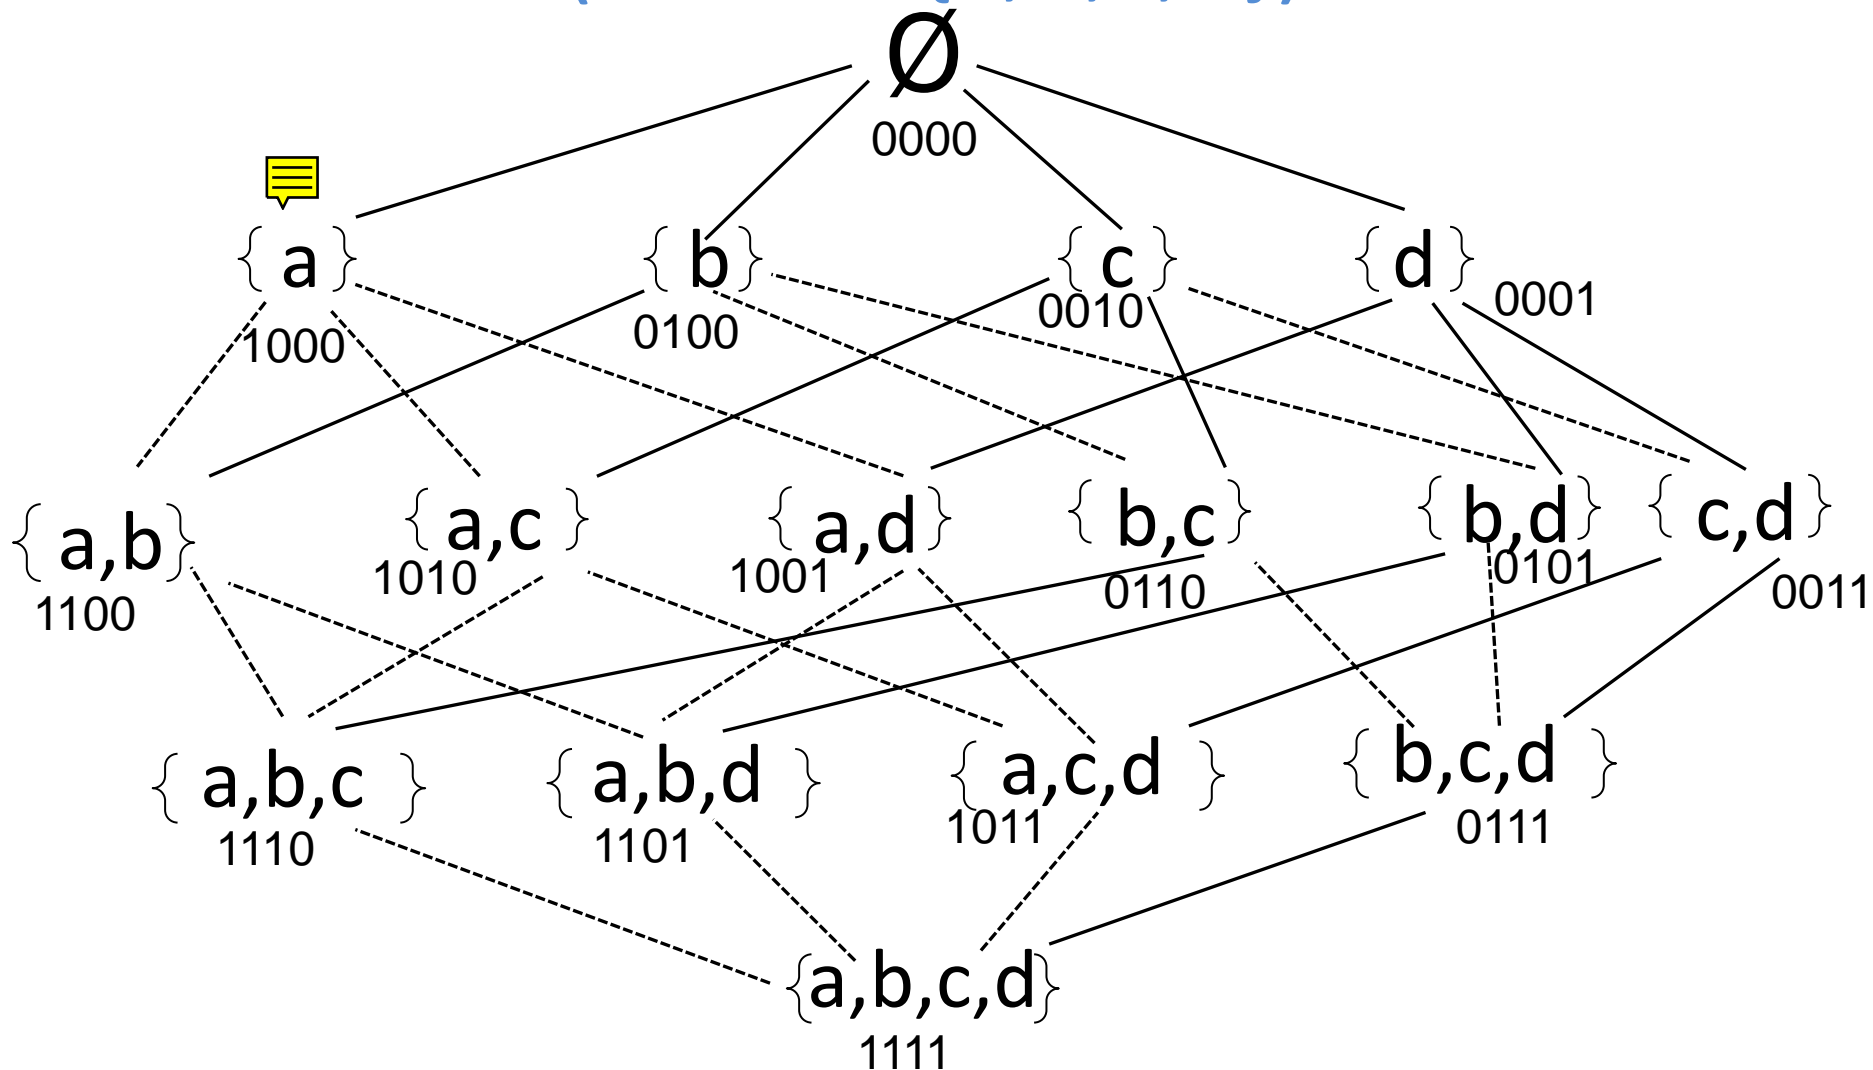 Ø
0000
{ a } { b } { c } { d }
1000 0100 0010 0001
{ a,b } { a,c } { a,d } { b,c } { b,d } { c,d }
1100 1010 1001 0110 0101 0011
{ a,b,c } { a,b,d } { a,c,d } { b,c,d }
1110 1101 1011 0111
{a,b,c,d}
1111